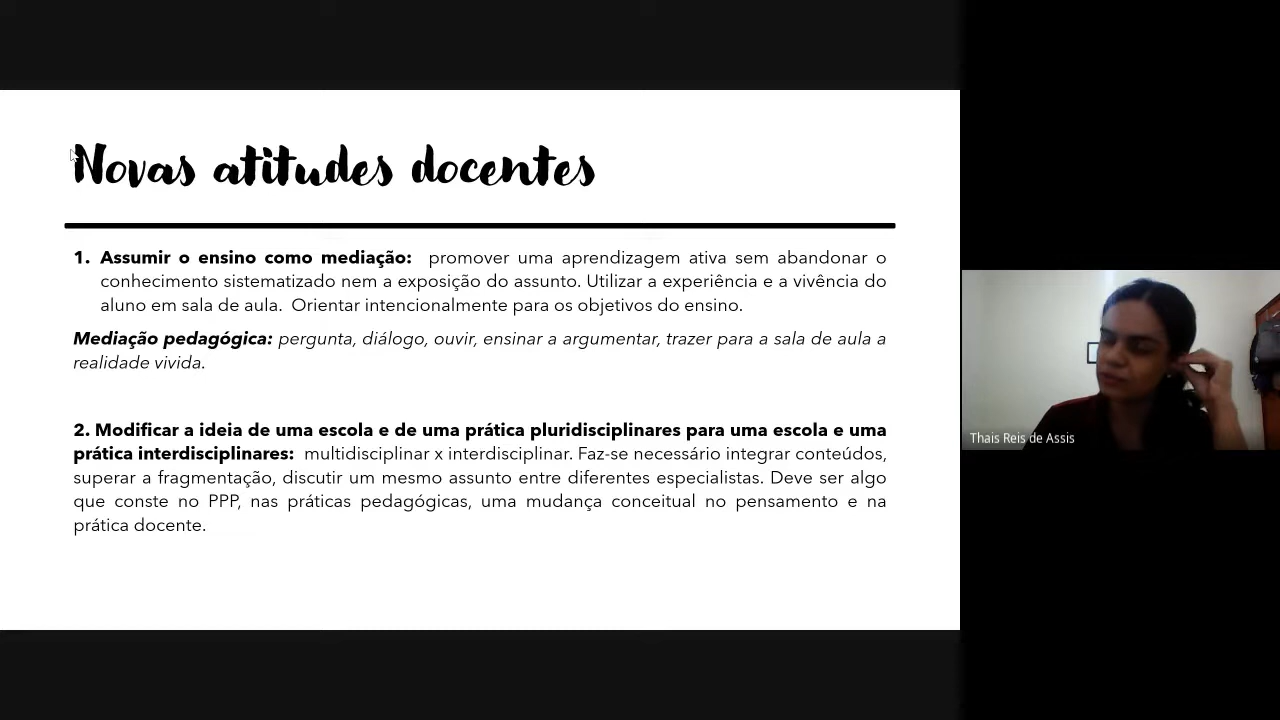 Novas atitudes docentes
1. Assumir o ensino como mediação: promover uma aprendizagem ativa sem abandonar o
conhecimento sistematizado nem a exposição do assunto. Utilizar a experiência e a vivência do
aluno em sala de aula. Orientar intencionalmente para os objetivos do ensino.
Mediação pedagógica: pergunta, diálogo, ouvir, ensinar a argumentar, trazer para a sala de aula a
realidade vivida.
2. Modificar a ideia de uma escola e de uma prática pluridisciplinares para uma escola e uma
prática interdisciplinares: multidisciplinar x interdisciplinar. Faz-se necessário integrar conteúdos,
superar a fragmentação, discutir um mesmo assunto entre diferentes especialistas. Deve ser algo
que conste no PPP, nas práticas pedagógicas, uma mudança conceitual no pensamento e na
prática docente.
Thais Reis de Assis